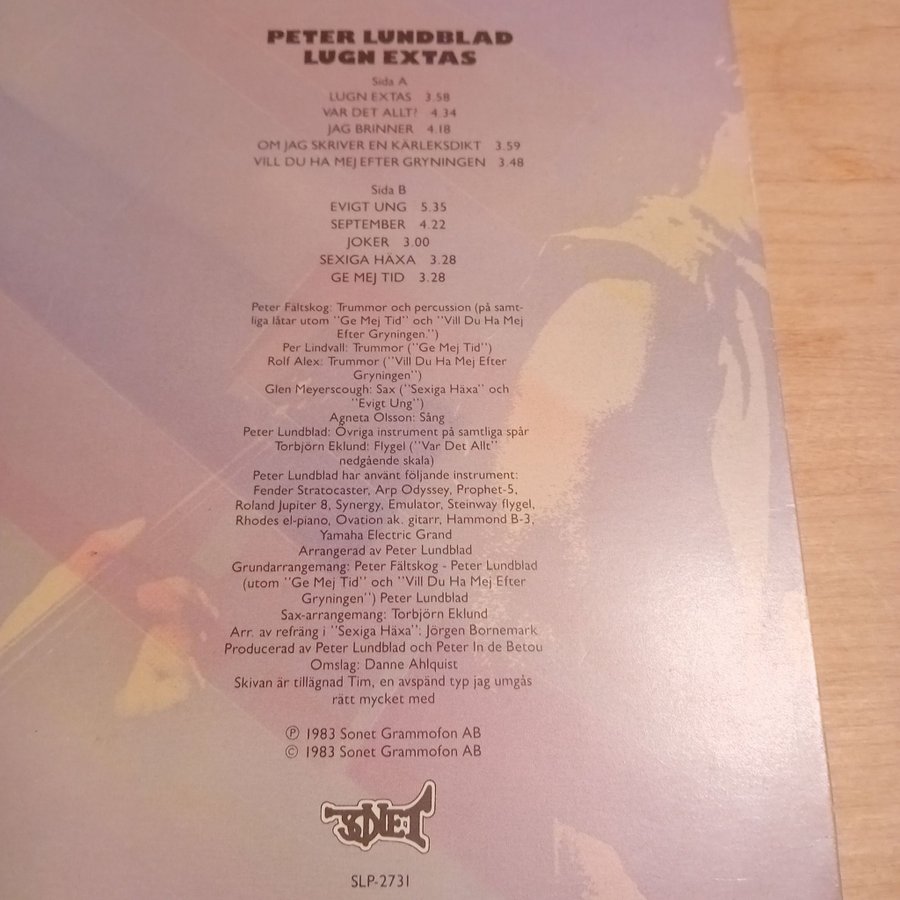 PETER LUNDBLAD
LUGN EXTAS
Sida A
LUGN EXTAS 3.58
VAR DET ALLT? 4.34
JAG BRINNER 4.18
OM JAG SKRIVER EN KÄRLEKSDIKT 3.59
VILL DU HA MEJ EFTER GRYNINGEN 3.48
Sida B
EVIGT UNG 5.35
SEPTEMBER 4.22
JOKER 3.00
SEXIGA HÄXA 3.28
GE MEJ TID 3.28
Peter Fältskog: Trummor och percussion (på samt-
liga låtar utom "Ge Mej Tid" och "Vill Du Ha Mej
Efter Gryningen.")
Per Lindvall: Trummor ("Ge Mej Tid")
Rolf Alex: Trummor ("Vill Du Ha Mej Efter
Gryningen")
Glen Meyerscough: Sax ("Sexiga Häxa" och
"Evigt Ung")
Agneta Olsson: Sång
Peter Lundblad: Övriga instrument på samtliga spår
Torbjörn Eklund: Flygel ("Var Det Allt"
nedgående skala)
Peter Lundblad har använt följande instrument:
Fender Stratocaster, Arp Odyssey, Prophet-5,
Roland Jupiter 8, Synergy, Emulator, Steinway flygel,
Rhodes el-piano, Ovation ak. gitarr, Hammond B-3,
Yamaha Electric Grand
Arrangerad av Peter Lundblad
Grundarrangemang: Peter Fältskog - Peter Lundblad
(utom "Ge Mej Tid" och "Vill Du Ha Mej Efter
Gryningen") Peter Lundblad
Sax-arrangemang: Torbjörn Eklund
Arr. av refräng i "Sexiga Häxa": Jörgen Bornemark
Producerad av Peter Lundblad och Peter In de Betou
Omslag: Danne Ahlquist
Skivan är tillägnad Tim, en avspänd typ jag umgås
rätt mycket med
℗ 1983 Sonet Grammofon AB
© 1983 Sonet Grammofon AB
SONET
SLP-2731